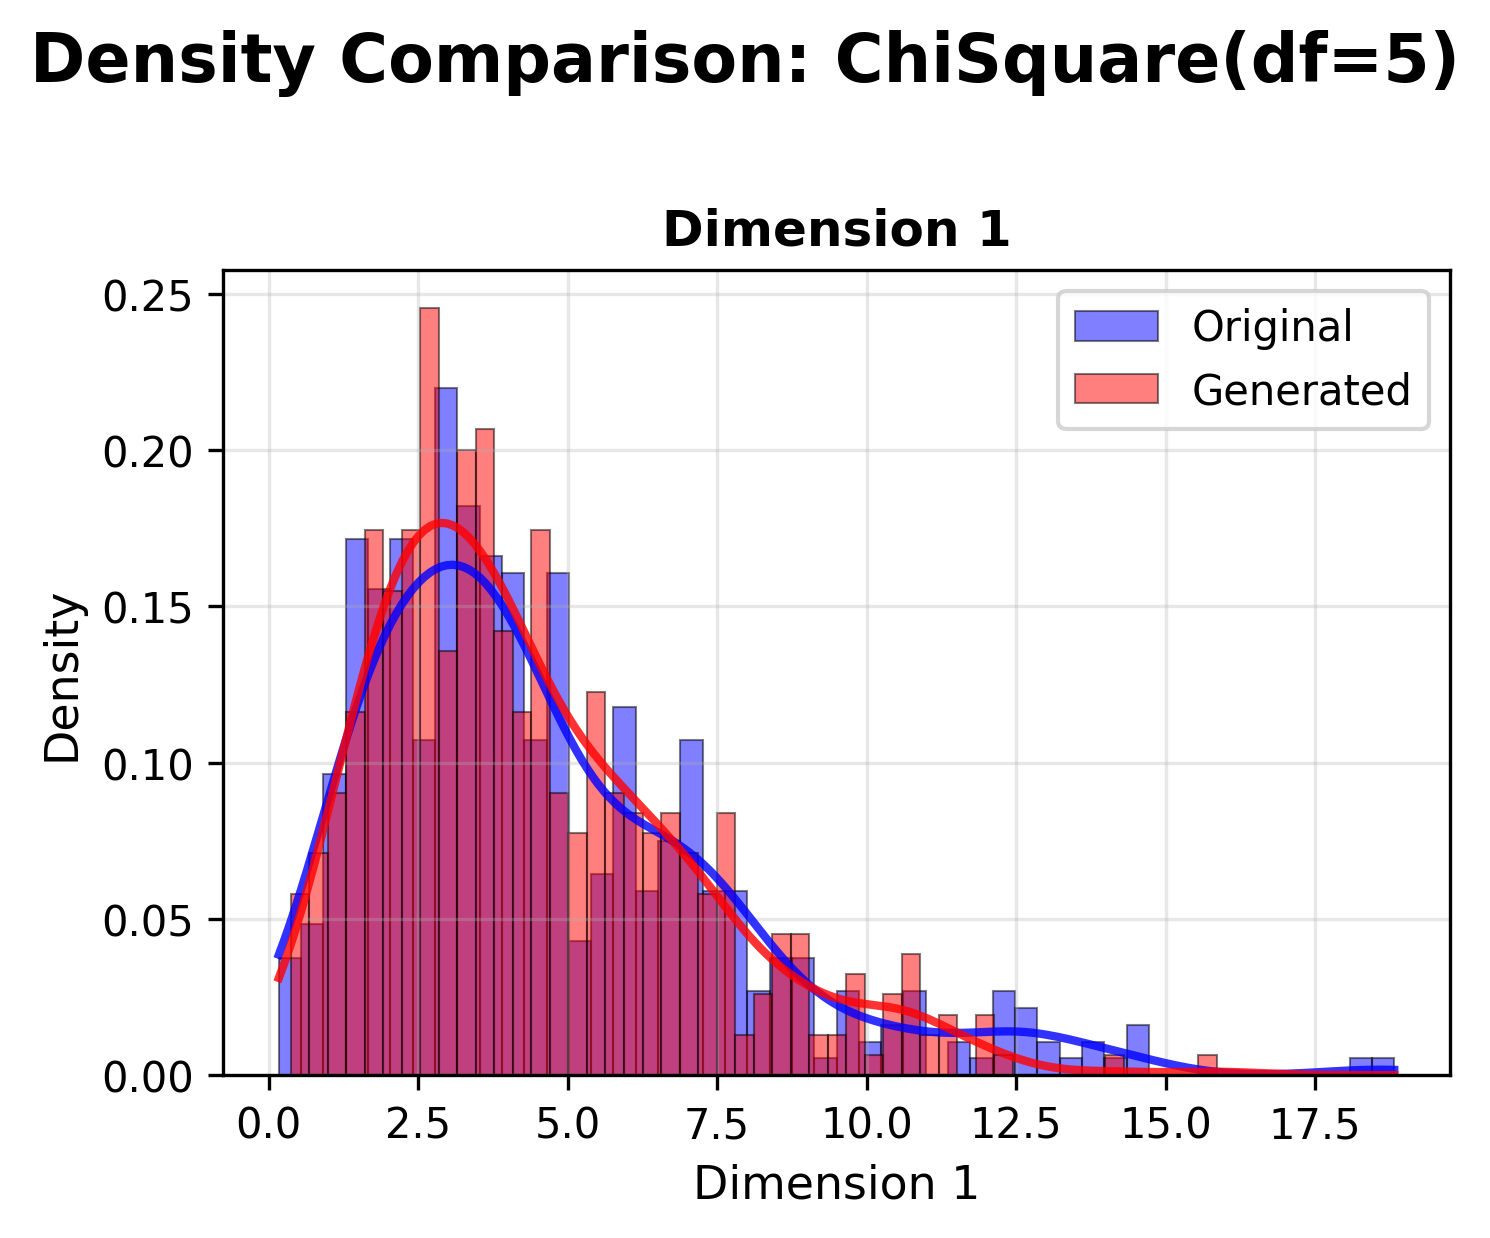 Density Comparison: ChiSquare(df=5)
Dimension 1
Original
Generated
Density
0.25
0.20
0.15
0.10
0.05
0.00
0.0 2.5 5.0 7.5 10.0 12.5 15.0 17.5
Dimension 1